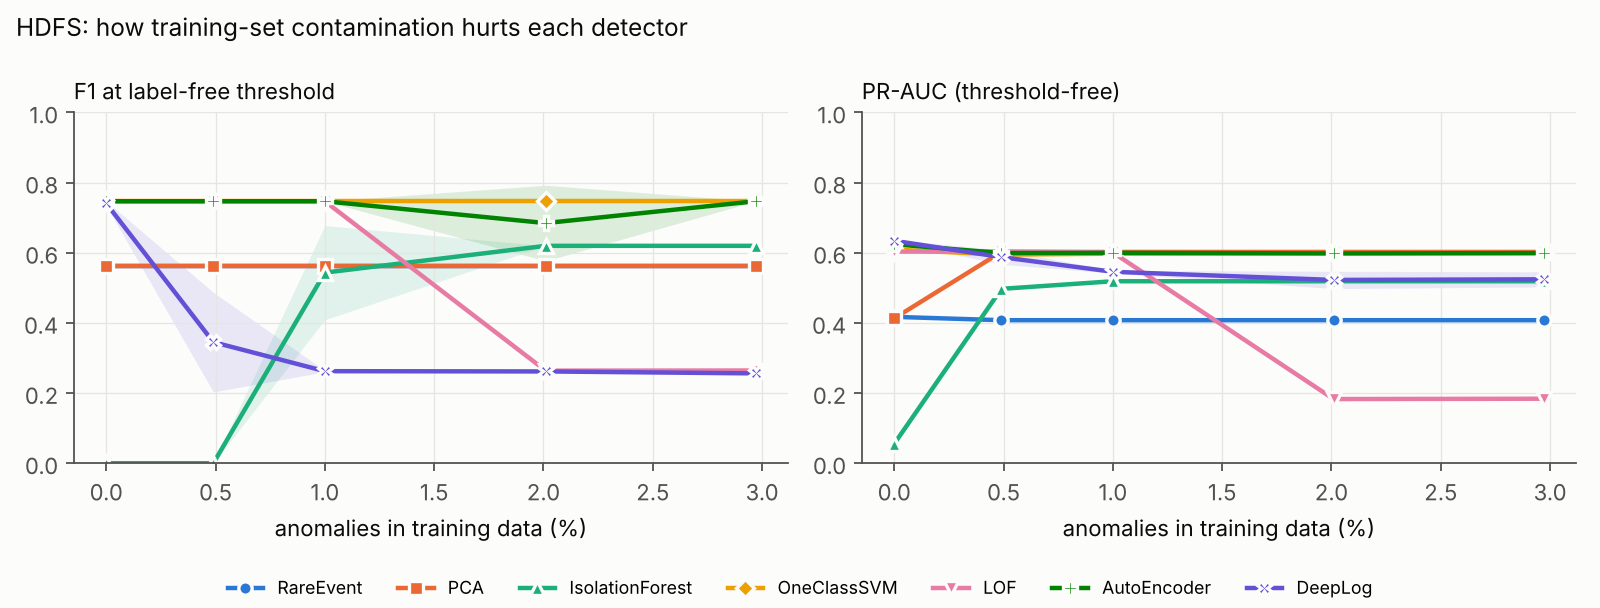 HDFS: how training-set contamination hurts each detector
F1 at label-free threshold
1.0
0.8
0.6
0.4
0.2
0.0
0.0 0.5 1.0 1.5 2.0 2.5 3.0
anomalies in training data (%)
PR-AUC (threshold-free)
1.0
0.8
0.6
0.4
0.2
0.0
0.0 0.5 1.0 1.5 2.0 2.5 3.0
anomalies in training data (%)
RareEvent PCA IsolationForest OneClassSVM LOF AutoEncoder DeepLog